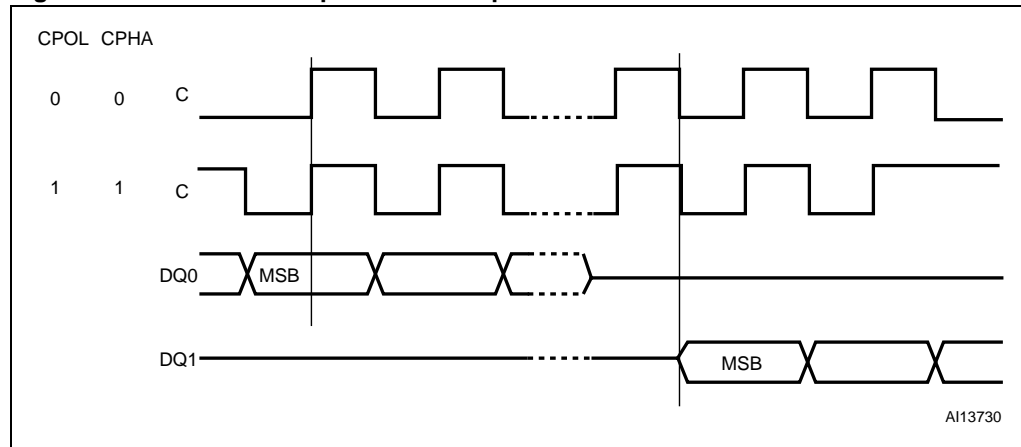 CPOL CPHA
0 0 C
1 1 C
DQ0 MSB
DQ1 MSB
AI13730